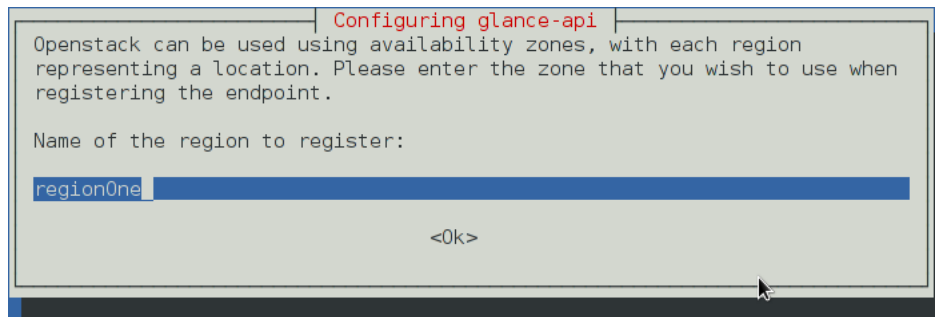 Configuring glance-api
Openstack can be used using availability zones, with each region
representing a location. Please enter the zone that you wish to use when
registering the endpoint.
Name of the region to register:
regionOne
<Ok>